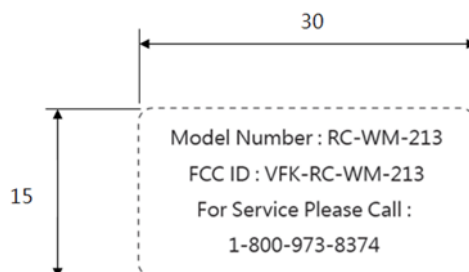 30
15
Model Number : RC-WM-213
FCC ID : VFK-RC-WM-213
For Service Please Call :
1-800-973-8374